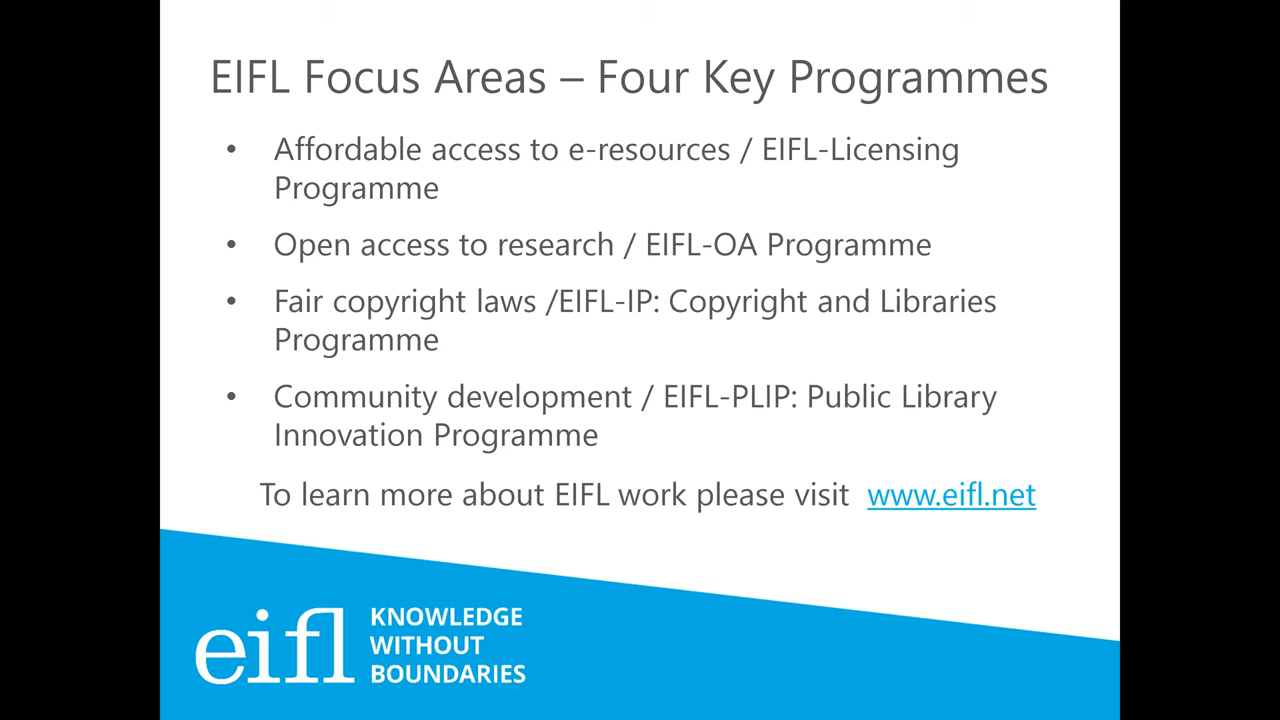 EIFL Focus Areas – Four Key Programmes
• Affordable access to e-resources / EIFL-Licensing
Programme
• Open access to research / EIFL-OA Programme
• Fair copyright laws /EIFL-IP: Copyright and Libraries
Programme
• Community development / EIFL-PLIP: Public Library
Innovation Programme
To learn more about EIFL work please visit www.eifl.net
eifl
KNOWLEDGE
WITHOUT
BOUNDARIES